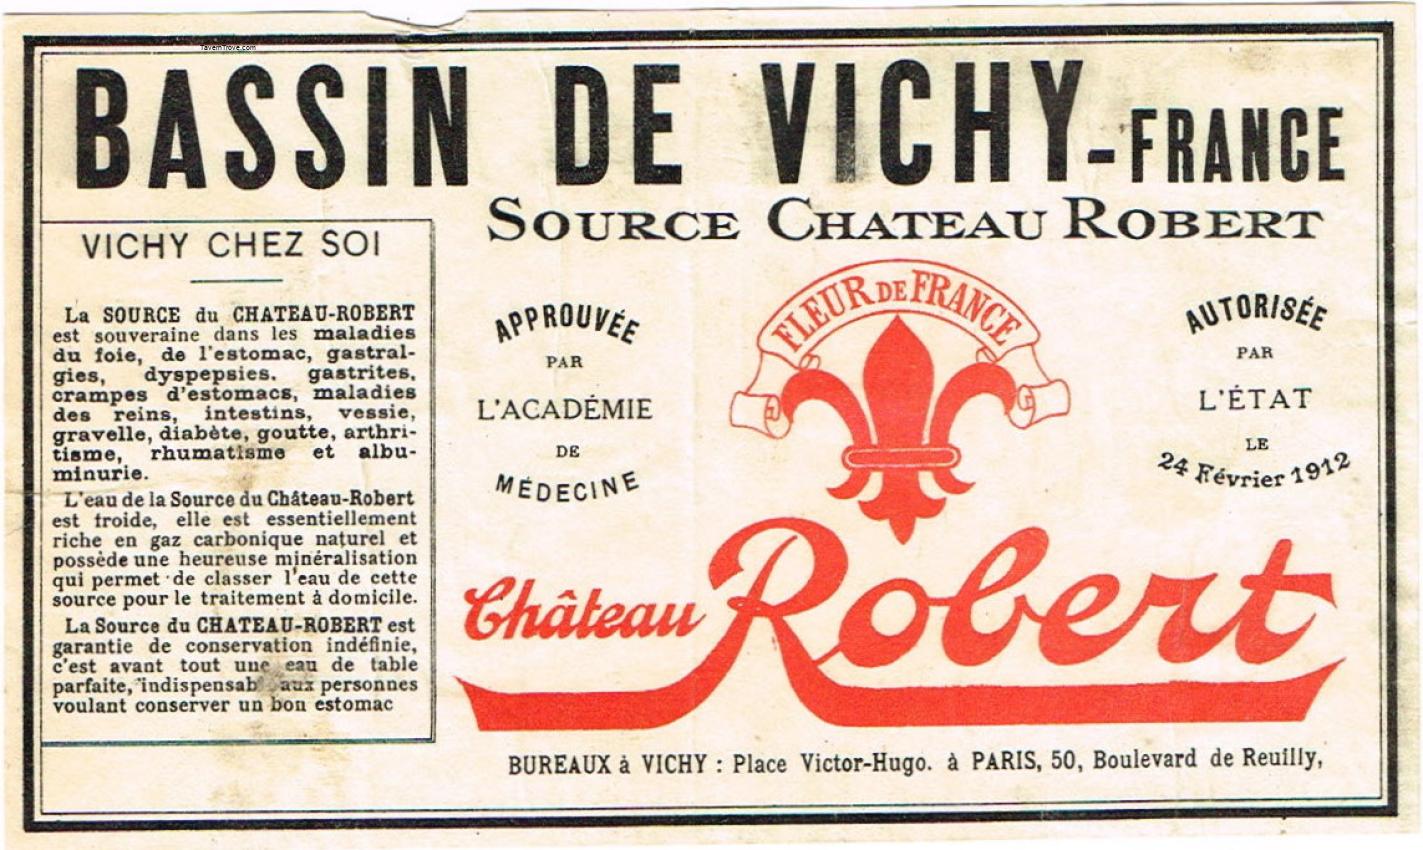 TavernTrove.com
BASSIN DE VICHY-FRANCE
SOURCE CHATEAU ROBERT
VICHY CHEZ SOI
La SOURCE du CHATEAU-ROBERT
est souveraine dans les maladies
du foie, de l'estomac, gastral-
gies, dyspepsies. gastrites,
crampes d'estomacs, maladies
des reins, intestins, vessie,
gravelle, diabète, goutte, arthri-
tisme, rhumatisme et albu-
minurie.
L'eau de la Source du Château-Robert
est froide, elle est essentiellement
riche en gaz carbonique naturel et
possède une heureuse minéralisation
qui permet de classer l'eau de cette
source pour le traitement à domicile.
La Source du CHATEAU-ROBERT est
garantie de conservation indéfinie,
c'est avant tout une eau de table
parfaite, indispensab aux personnes
voulant conserver un bon estomac
APPROUVÉE
PAR
L'ACADÉMIE
DE
MÉDECINE
FLEUR DE FRANCE
AUTORISÉE
PAR
L'ÉTAT
LE
24 Février 1912
Château Robert
BUREAUX à VICHY : Place Victor-Hugo. à PARIS, 50, Boulevard de Reuilly,